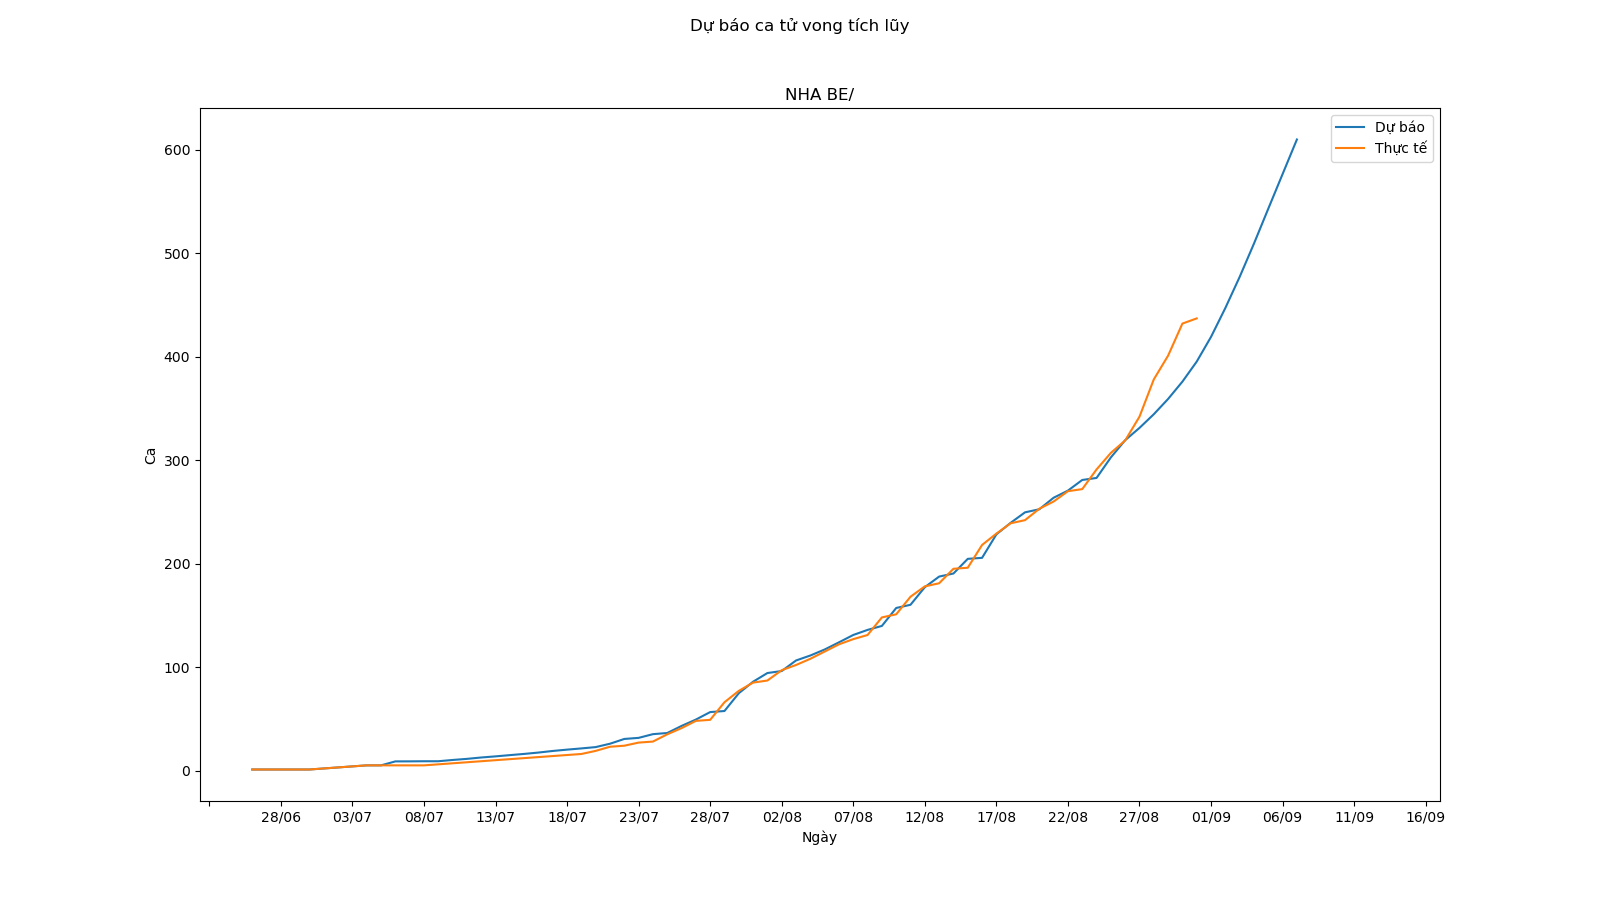 Dự báo ca tử vong tích lũy
NHA BE/
Dự báo
Thực tế
600
500
400
300
200
100
0
Ca
28/06 03/07 08/07 13/07 18/07 23/07 28/07 02/08 07/08 12/08 17/08 22/08 27/08 01/09 06/09 11/09 16/09
Ngày